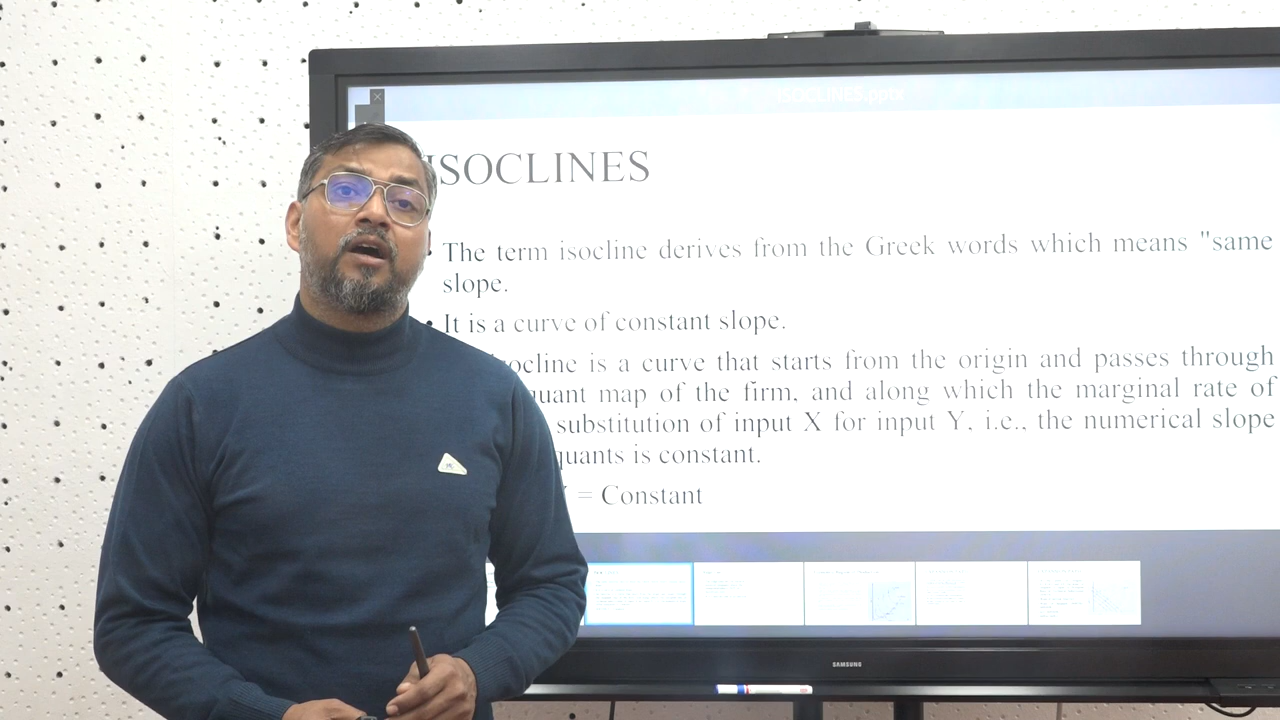 ISOCLINES.pptx
ISOCLINES
• The term isocline derives from the Greek words which means "same
slope.
• It is a curve of constant slope.
isocline is a curve that starts from the origin and passes through
map of the firm, and along which the marginal rate of
substitution of input X for input Y, i.e., the numerical slope
is constant.
= Constant
SAMSUNG